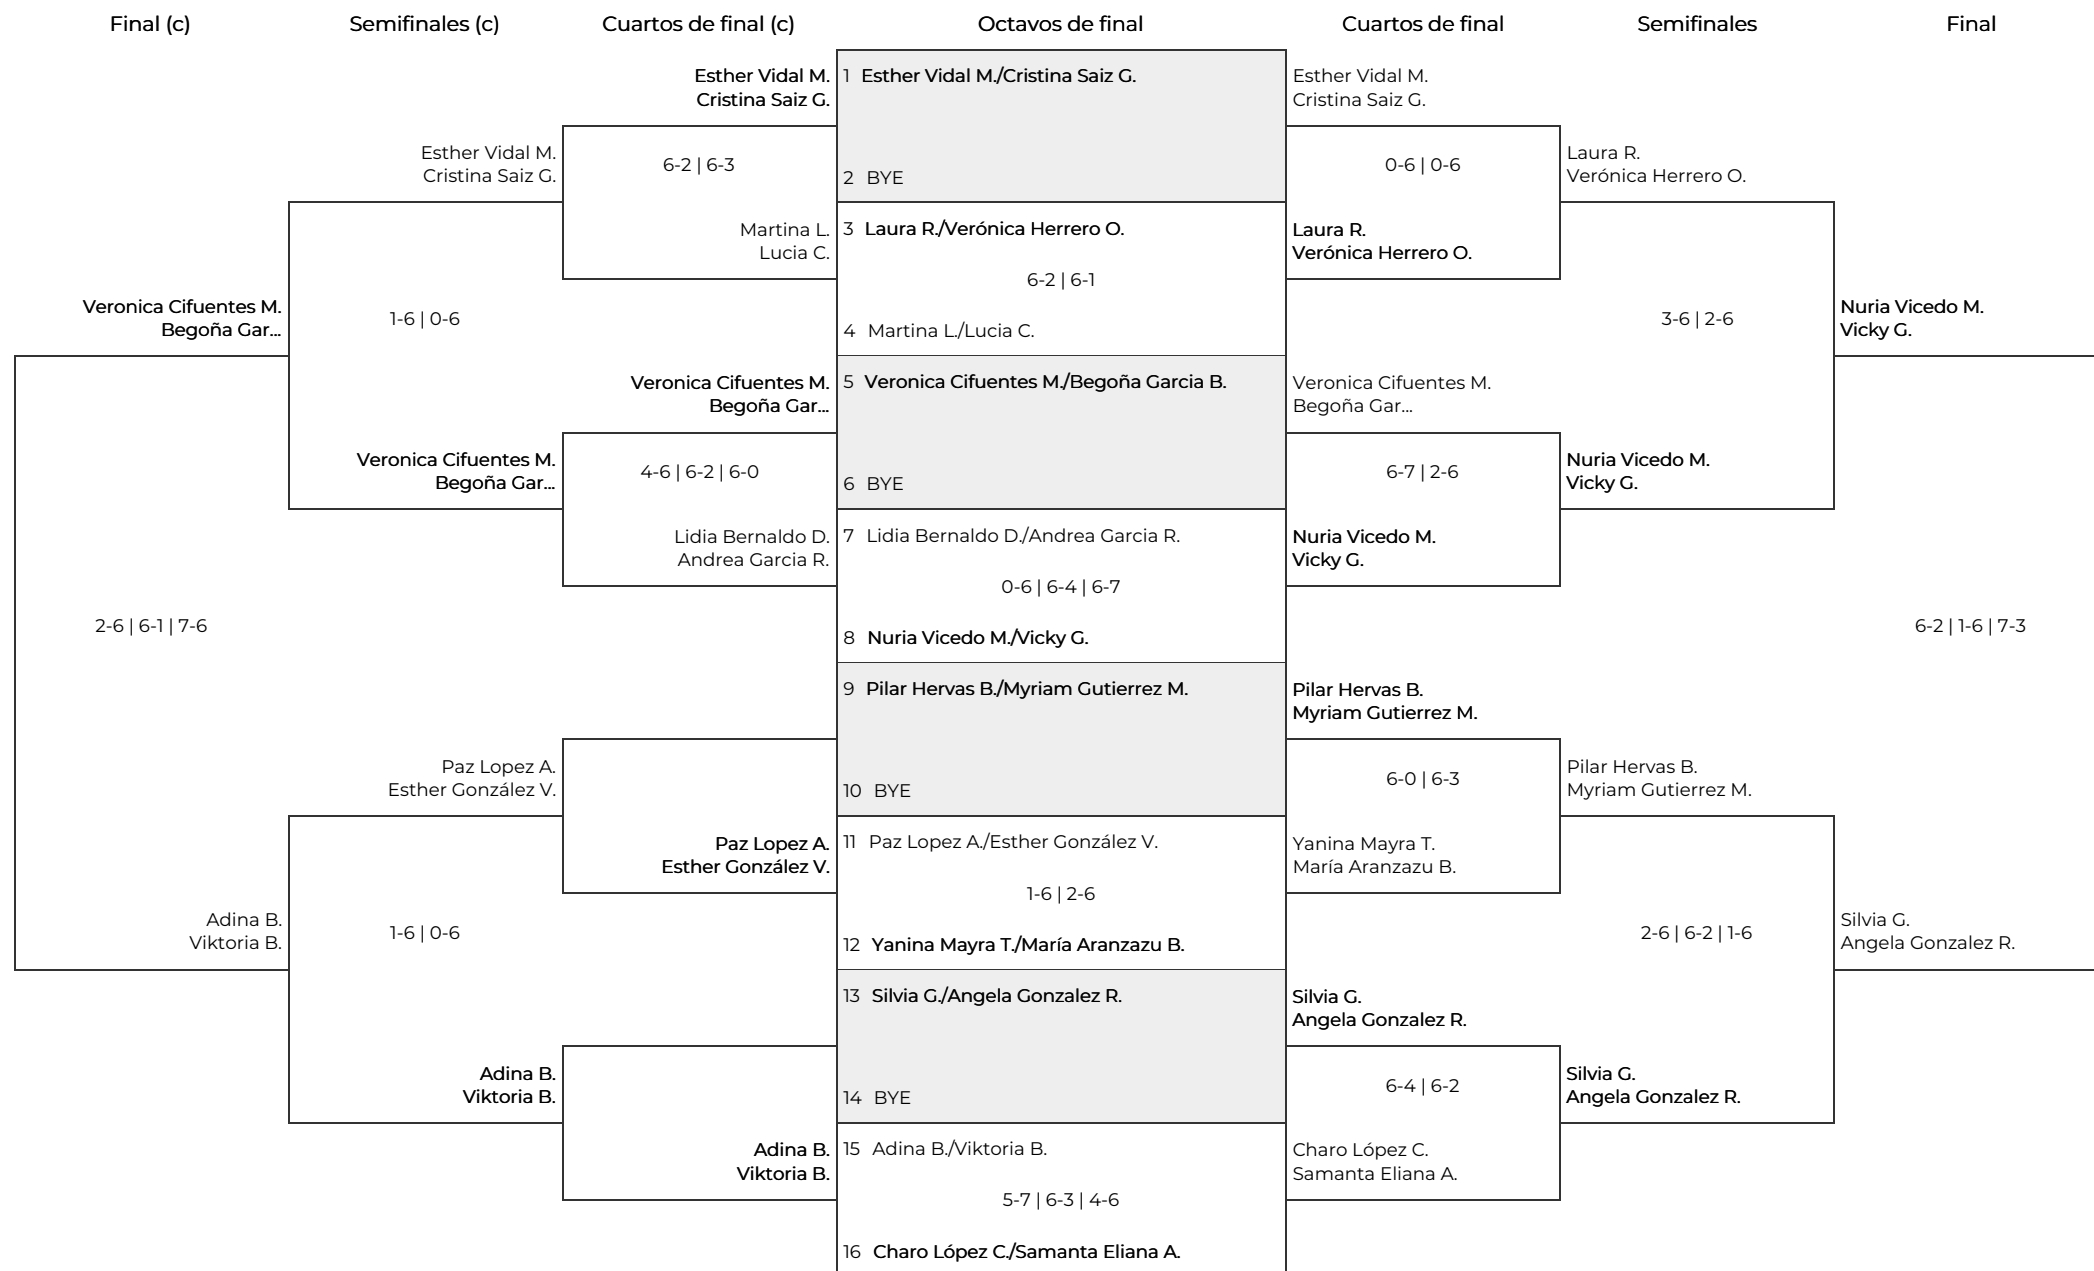 Final (c)
Semifinales (c)
Cuartos de final (c)
Octavos de final
Cuartos de final
Semifinales
Final
Veronica Cifuentes M.
Begoña Gar...
2-6 | 6-1 | 7-6
Adina B.
Viktoria B.
Esther Vidal M.
Cristina Saiz G.
1-6 | 0-6
Veronica Cifuentes M.
Begoña Gar...
Paz Lopez A.
Esther González V.
1-6 | 0-6
Adina B.
Viktoria B.
Esther Vidal M.
Cristina Saiz G.
6-2 | 6-3
Martina L.
Lucia C.
Veronica Cifuentes M.
Begoña Gar...
4-6 | 6-2 | 6-0
Lidia Bernaldo D.
Andrea Garcia R.
Paz Lopez A.
Esther González V.
Adina B.
Viktoria B.
1 Esther Vidal M./Cristina Saiz G.
2 BYE
3 Laura R./Verónica Herrero O.
6-2 | 6-1
4 Martina L./Lucia C.
5 Veronica Cifuentes M./Begoña Garcia B.
6 BYE
7 Lidia Bernaldo D./Andrea Garcia R.
0-6 | 6-4 | 6-7
8 Nuria Vicedo M./Vicky G.
9 Pilar Hervas B./Myriam Gutierrez M.
10 BYE
11 Paz Lopez A./Esther González V.
1-6 | 2-6
12 Yanina Mayra T./María Aranzazu B.
13 Silvia G./Angela Gonzalez R.
14 BYE
15 Adina B./Viktoria B.
5-7 | 6-3 | 4-6
16 Charo López C./Samanta Eliana A.
Esther Vidal M.
Cristina Saiz G.
0-6 | 0-6
Laura R.
Verónica Herrero O.
Veronica Cifuentes M.
Begoña Gar...
6-7 | 2-6
Nuria Vicedo M.
Vicky G.
Pilar Hervas B.
Myriam Gutierrez M.
6-0 | 6-3
Yanina Mayra T.
María Aranzazu B.
Silvia G.
Angela Gonzalez R.
6-4 | 6-2
Charo López C.
Samanta Eliana A.
Laura R.
Verónica Herrero O.
3-6 | 2-6
Nuria Vicedo M.
Vicky G.
Pilar Hervas B.
Myriam Gutierrez M.
2-6 | 6-2 | 1-6
Silvia G.
Angela Gonzalez R.
Nuria Vicedo M.
Vicky G.
6-2 | 1-6 | 7-3
Silvia G.
Angela Gonzalez R.